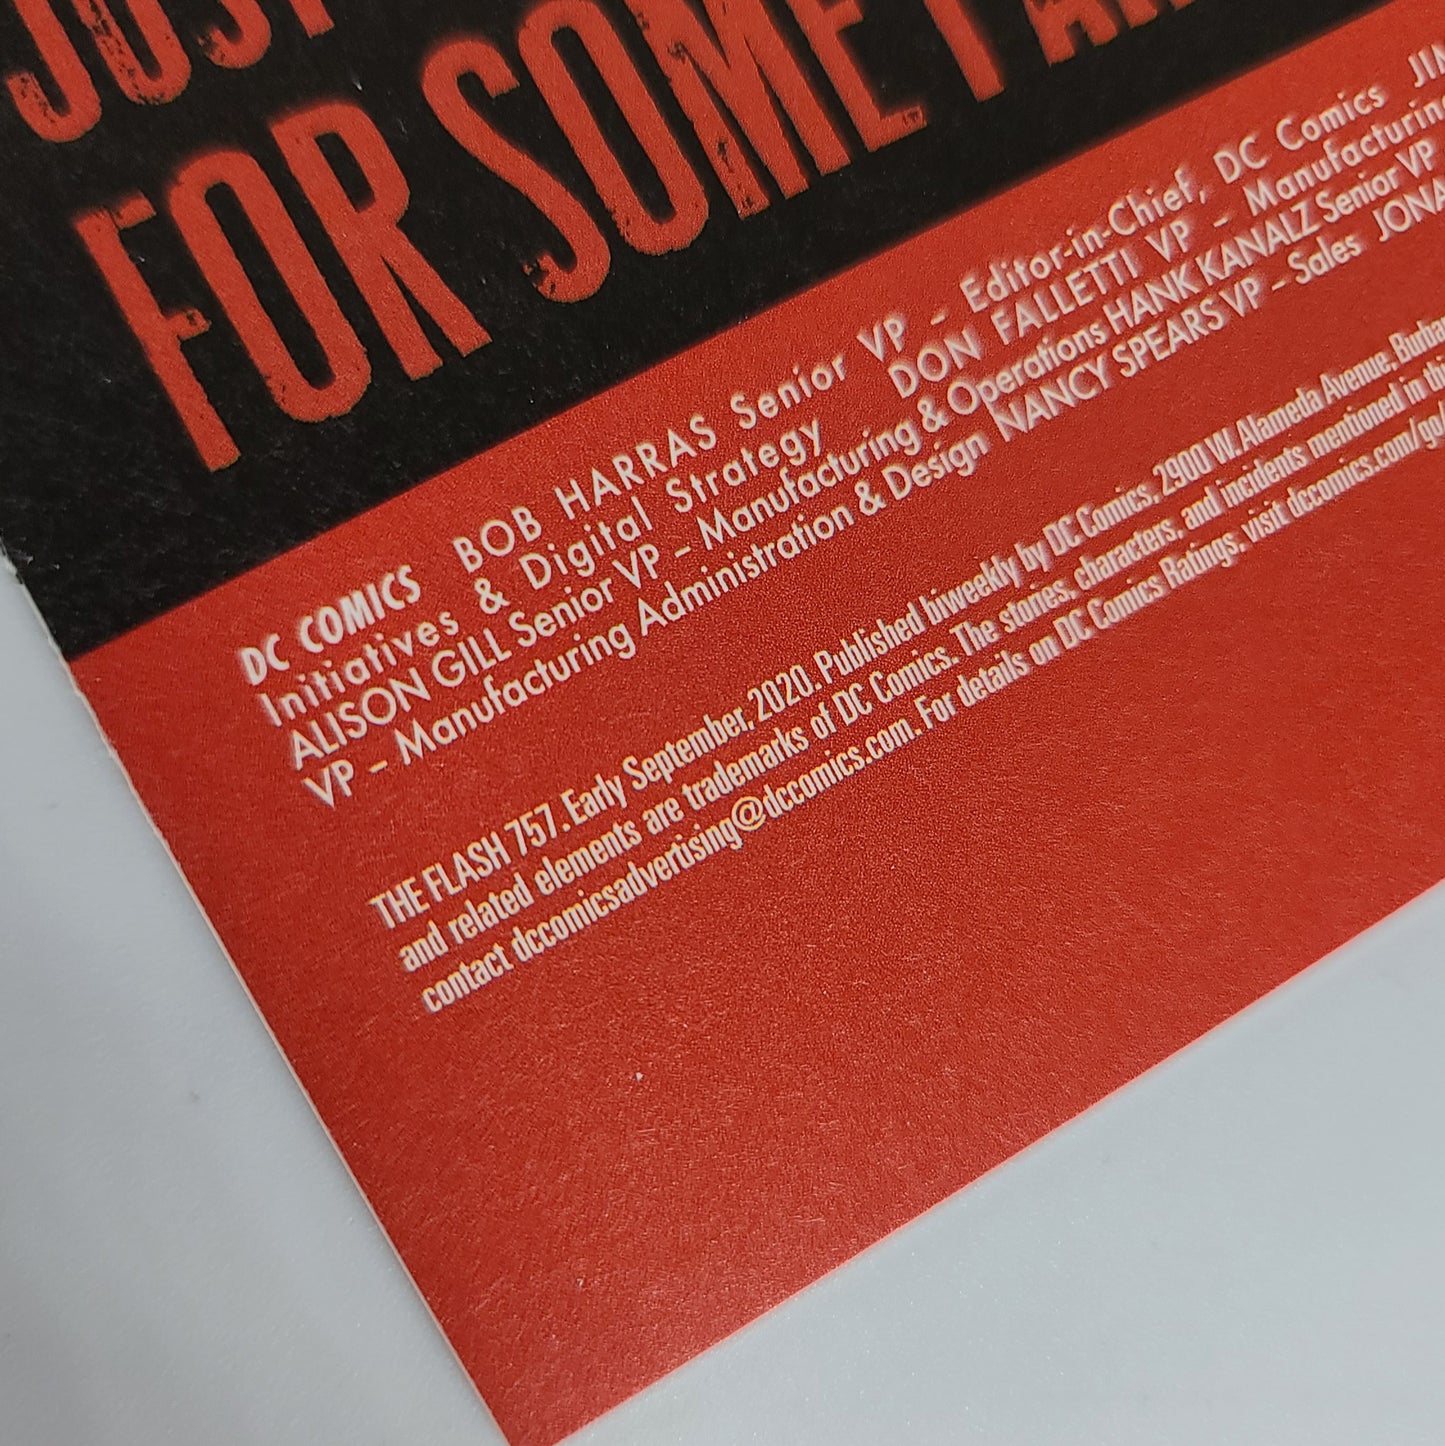 JUST
FOR SOME
DC COMICS BOB HARRAS Senior VP – Editor-in-Chief, DC Comics
Initiatives & Digital Strategy DON FALLETTI VP – Manufacturing
ALISON GILL Senior VP – Manufacturing & Operations HANK KANALZ Senior VP
VP – Manufacturing Administration & Design NANCY SPEARS VP – Sales
THE FLASH 757. Early September, 2020. Published biweekly by DC Comics, 2900 W. Alameda Avenue,
and related elements are trademarks of DC Comics. The stories, characters, and incidents mentioned in
contact dccomicsadvertising@dccomics.com. For details on DC Comics Ratings, visit dccomics.com/go/